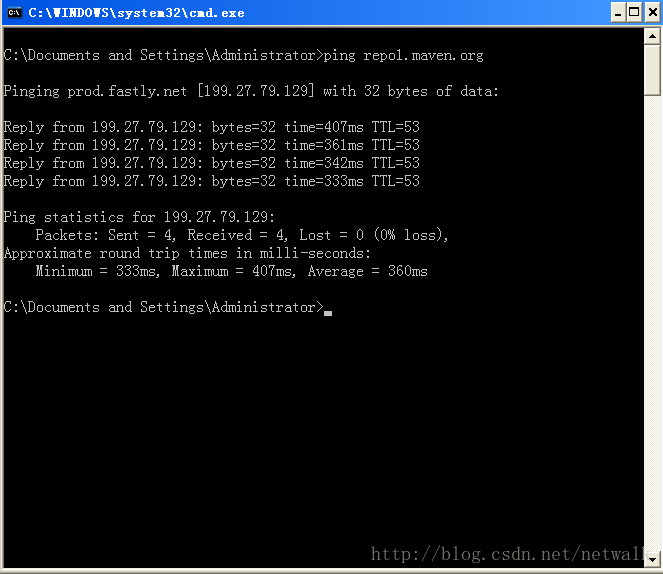 C:\WINDOWS\system32\cmd.exe
C:\Documents and Settings\Administrator>ping repo1.maven.org
Pinging prod.fastly.net [199.27.79.129] with 32 bytes of data:
Reply from 199.27.79.129: bytes=32 time=407ms TTL=53
Reply from 199.27.79.129: bytes=32 time=361ms TTL=53
Reply from 199.27.79.129: bytes=32 time=342ms TTL=53
Reply from 199.27.79.129: bytes=32 time=333ms TTL=53
Ping statistics for 199.27.79.129:
Packets: Sent = 4, Received = 4, Lost = 0 (0% loss),
Approximate round trip times in milli-seconds:
Minimum = 333ms, Maximum = 407ms, Average = 360ms
C:\Documents and Settings\Administrator>
http://blog.csdn.net/netwalk